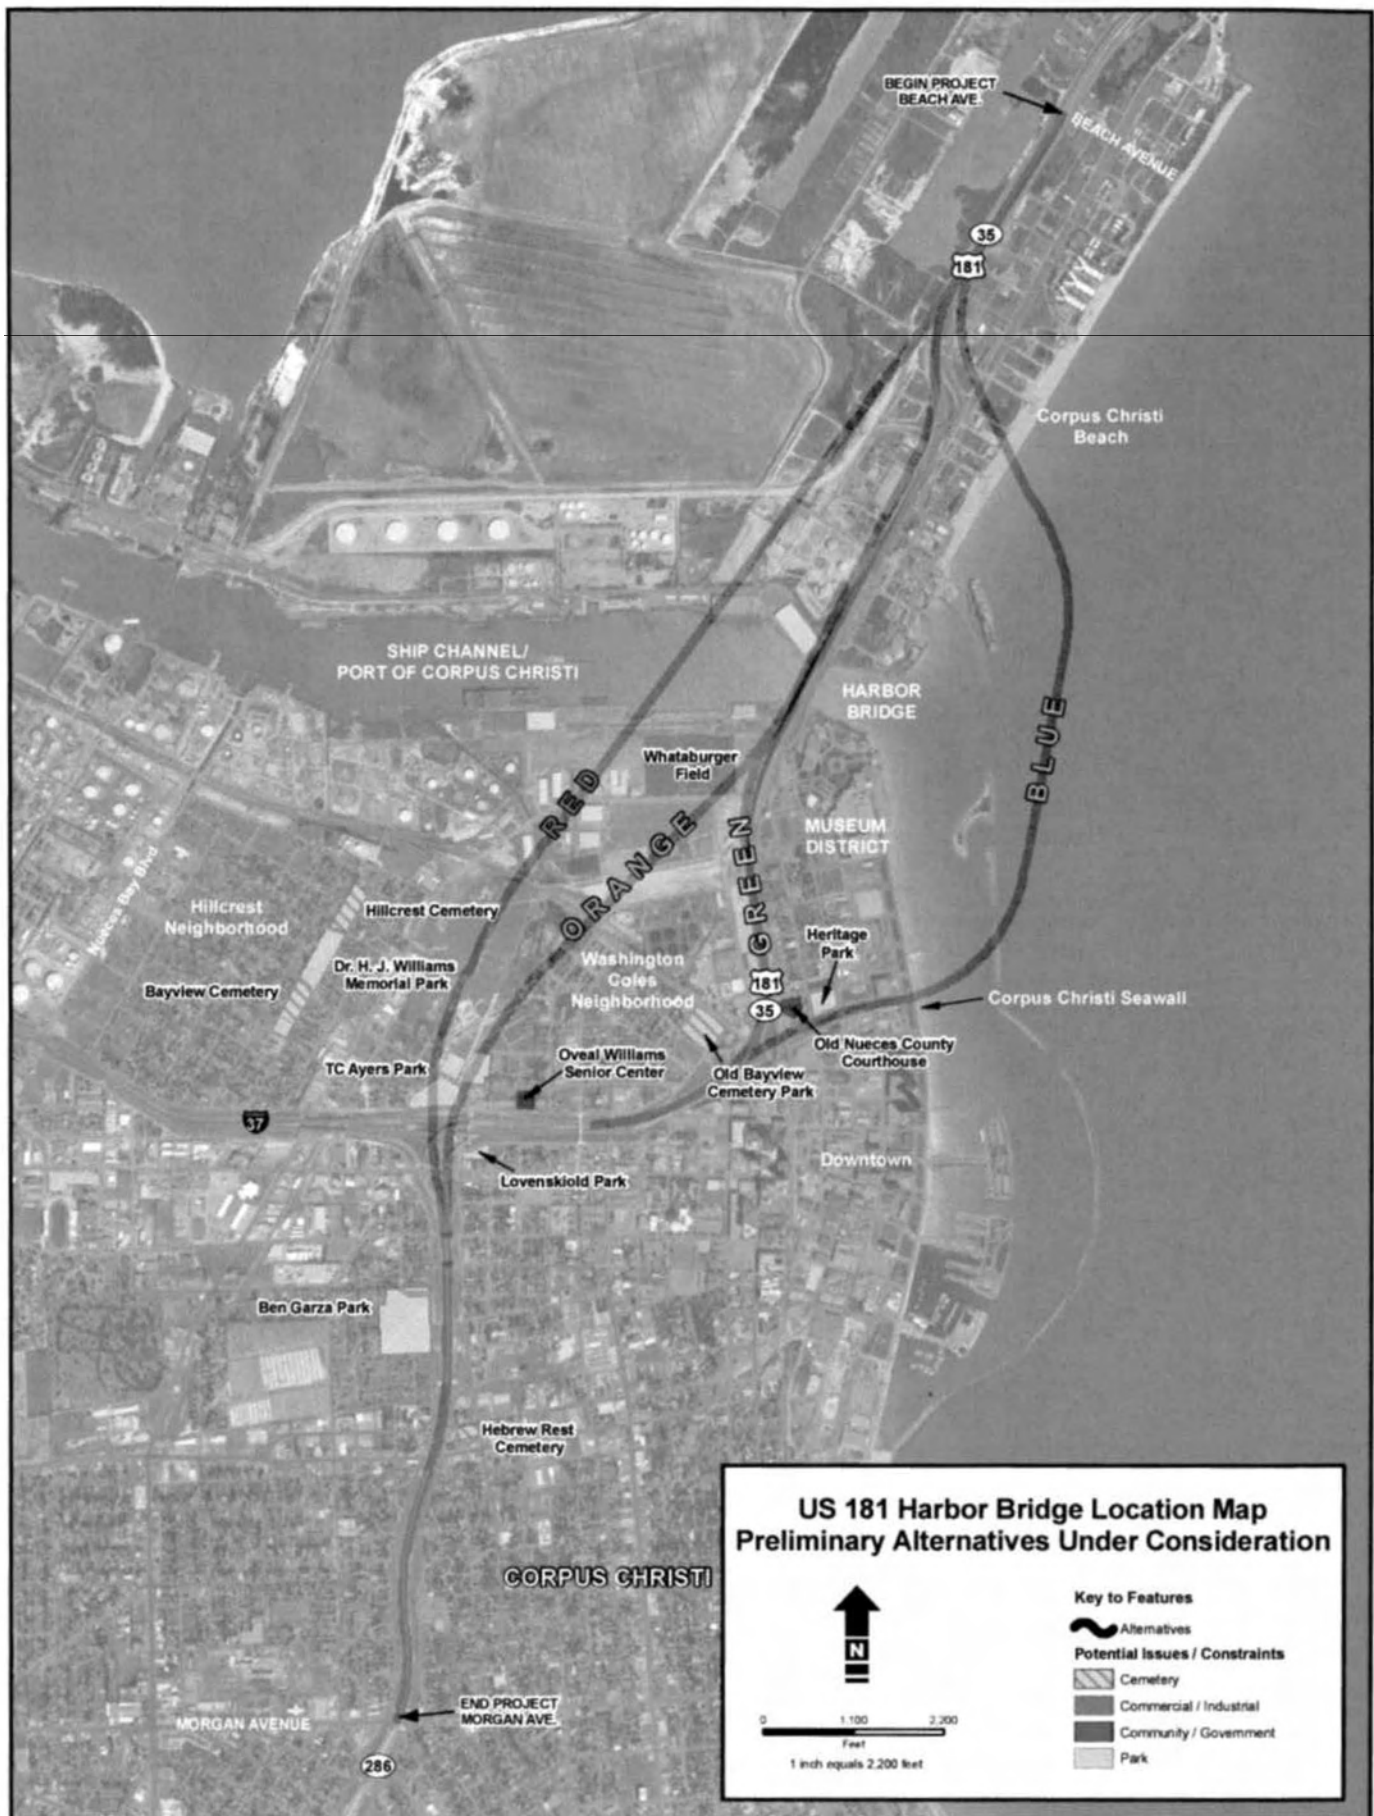 BEGIN PROJECT
BEACH AVE.
BEACH AVENUE
35
181
Corpus Christi
Beach
SHIP CHANNEL/
PORT OF CORPUS CHRISTI
HARBOR
BRIDGE
BLUE
Whataburger
Field
RED
ORANGE
GREEN
MUSEUM
DISTRICT
Nueces Bay Blvd
Hillcrest
Neighborhood
Hillcrest Cemetery
Heritage
Park
Washington
Coles
Neighborhood
Dr. H. J. Williams
Memorial Park
Bayview Cemetery
181
35
Corpus Christi Seawall
Old Nueces County
Courthouse
Oveal Williams
Senior Center
TC Ayers Park
Old Bayview
Cemetery Park
37
Downtown
Lovenskiold Park
Ben Garza Park
Hebrew Rest
Cemetery
CORPUS CHRISTI
END PROJECT
MORGAN AVE.
MORGAN AVENUE
286
US 181 Harbor Bridge Location Map
Preliminary Alternatives Under Consideration
N
0 1,100 2,200
Feet
1 inch equals 2,200 feet
Key to Features
Alternatives
Potential Issues / Constraints
Cemetery
Commercial / Industrial
Community / Government
Park